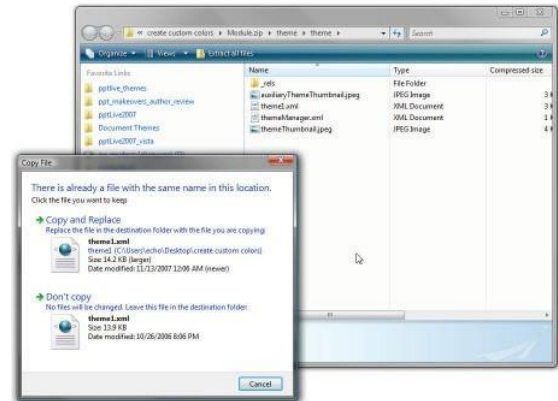 « create custom colors ▸ Module.zip ▸ theme ▸ theme ▸
Search
Organize
Views
Extract all files
Favorite Links
Name
Type
Compressed size
pptlive_themes
ppt_makeovers_author_review
pptLive2007
Document Themes
pptLive2007_vista
_rels
File Folder
auxiliaryThemeThumbnail.jpeg
JPEG Image
3
theme1.xml
XML Document
3
themeManager.xml
XML Document
1
themeThumbnail.jpeg
JPEG Image
4
Copy File
There is already a file with the same name in this location.
Click the file you want to keep
Copy and Replace
Replace the file in the destination folder with the file you are copying:
theme1.xml
theme1 (C:\Users\echo\Desktop\create custom colors)
Size: 14.2 KB (larger)
Date modified: 11/13/2007 12:06 AM (newer)
Don't copy
No files will be changed. Leave this file in the destination folder:
theme1.xml
Size: 13.9 KB
Date modified: 10/26/2006 8:06 PM
Cancel